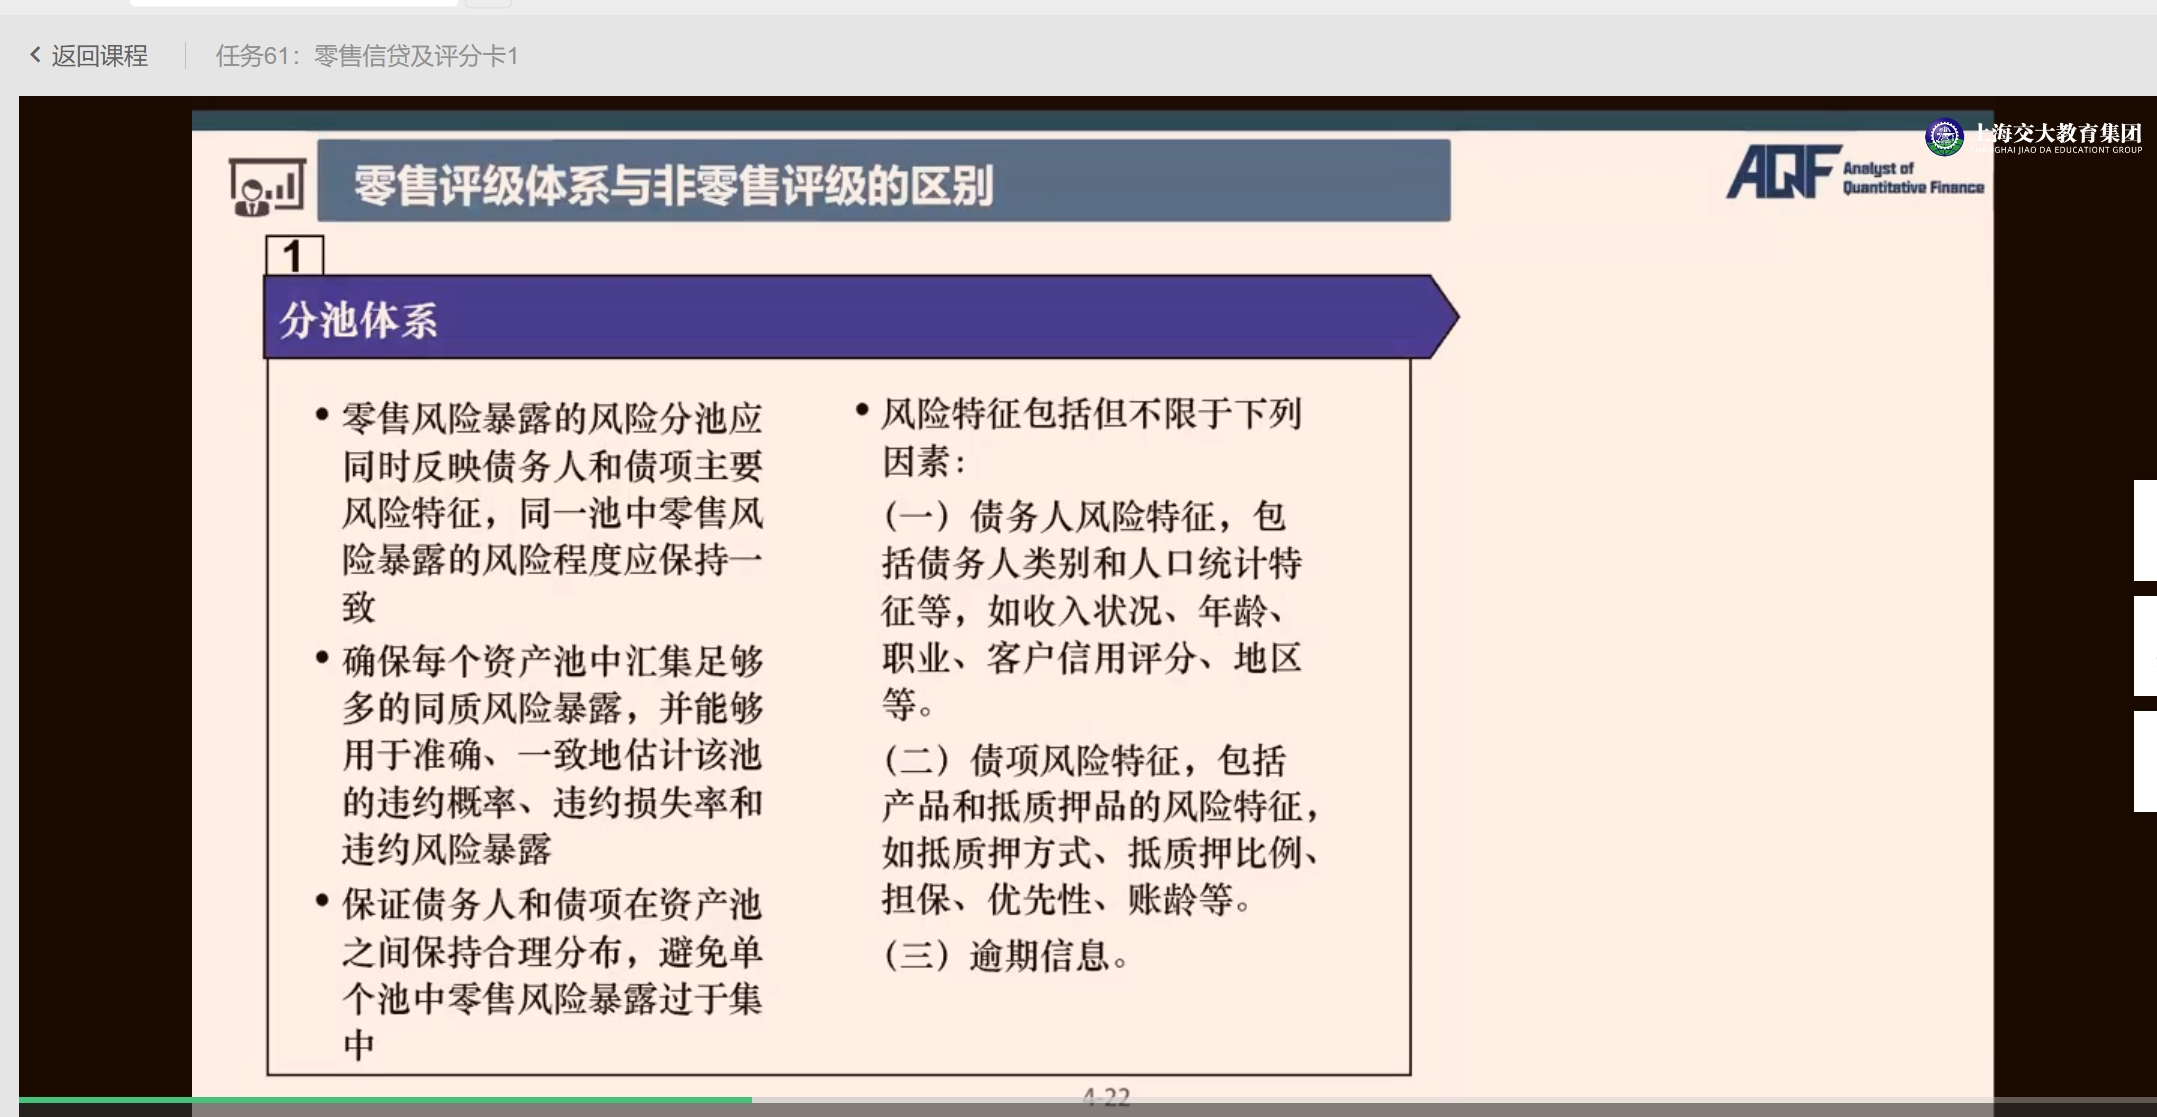 返回课程
任务61：零售信贷及评分卡1
上海交大教育集团
SHANGHAI JIAO DA EDUCATIONT GROUP
零售评级体系与非零售评级的区别
AQF
Analyst of
Quantitative Finance
1
分池体系
• 零售风险暴露的风险分池应
同时反映债务人和债项主要
风险特征，同一池中零售风
险暴露的风险程度应保持一
致
• 确保每个资产池中汇集足够
多的同质风险暴露，并能够
用于准确、一致地估计该池
的违约概率、违约损失率和
违约风险暴露
• 保证债务人和债项在资产池
之间保持合理分布，避免单
个池中零售风险暴露过于集
中
• 风险特征包括但不限于下列
因素：
（一）债务人风险特征，包
括债务人类别和人口统计特
征等，如收入状况、年龄、
职业、客户信用评分、地区
等。
（二）债项风险特征，包括
产品和抵质押品的风险特征，
如抵质押方式、抵质押比例、
担保、优先性、账龄等。
（三）逾期信息。
4-22